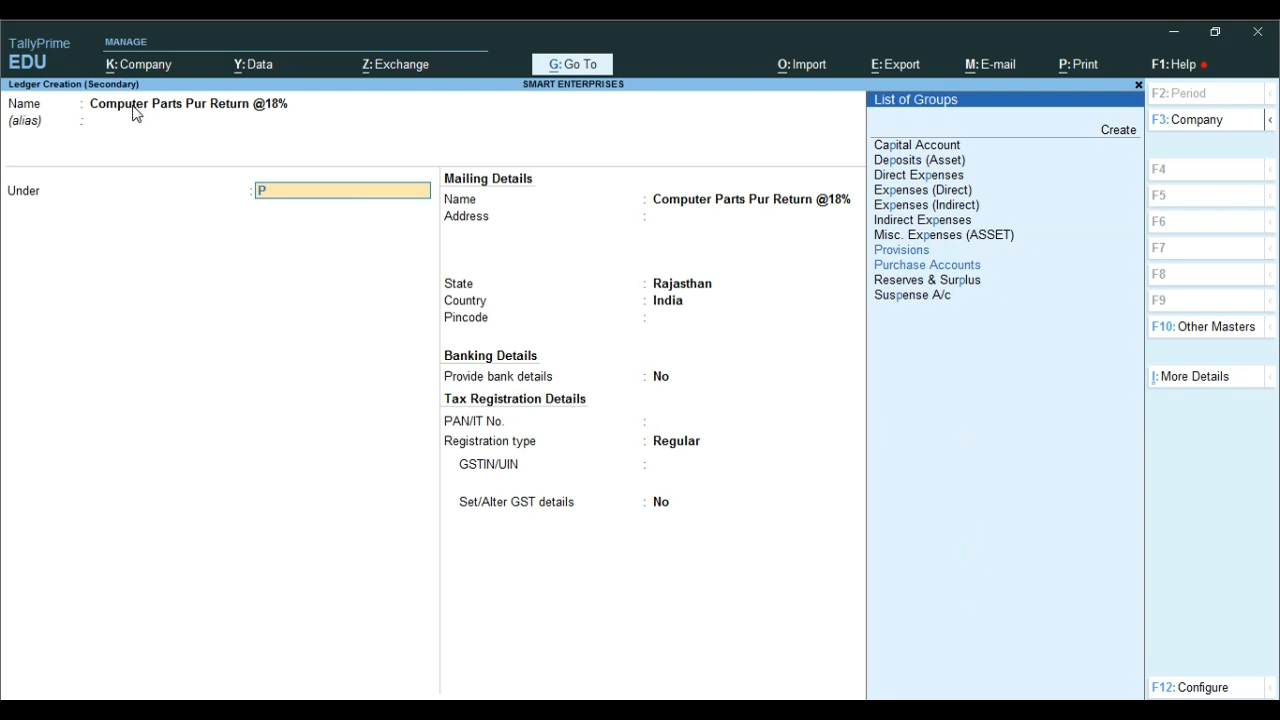 TallyPrime
EDU
MANAGE
K: Company
Y: Data
Z: Exchange
G: Go To
O: Import
E: Export
M: E-mail
P: Print
F1: Help
Ledger Creation (Secondary)
SMART ENTERPRISES
Name : Computer Parts Pur Return @18%
(alias) :
Under : P
Mailing Details
Name : Computer Parts Pur Return @18%
Address :
State : Rajasthan
Country : India
Pincode :
Banking Details
Provide bank details : No
Tax Registration Details
PAN/IT No. :
Registration type : Regular
GSTIN/UIN :
Set/Alter GST details : No
List of Groups
Create
Capital Account
Deposits (Asset)
Direct Expenses
Expenses (Direct)
Expenses (Indirect)
Indirect Expenses
Misc. Expenses (ASSET)
Provisions
Purchase Accounts
Reserves & Surplus
Suspense A/c
F2: Period
F3: Company
F4
F5
F6
F7
F8
F9
F10: Other Masters
I: More Details
F12: Configure